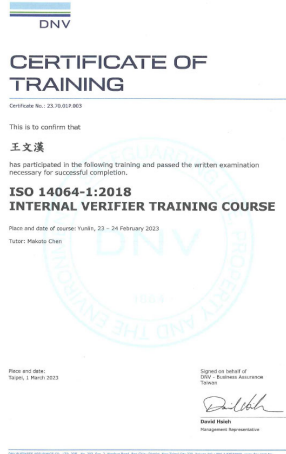 DNV
CERTIFICATE OF
TRAINING
Certificate No.: 23.70.01P.003
This is to confirm that
王文漢
has participated in the following training and passed the written examination
necessary for successful completion.
ISO 14064-1:2018
INTERNAL VERIFIER TRAINING COURSE
Place and date of course: Yunlin, 23 – 24 February 2023
Tutor: Makoto Chen
Place and date:
Taipei, 1 March 2023
Signed on behalf of
DNV - Business Assurance
Taiwan
David Hsieh
Management Representative